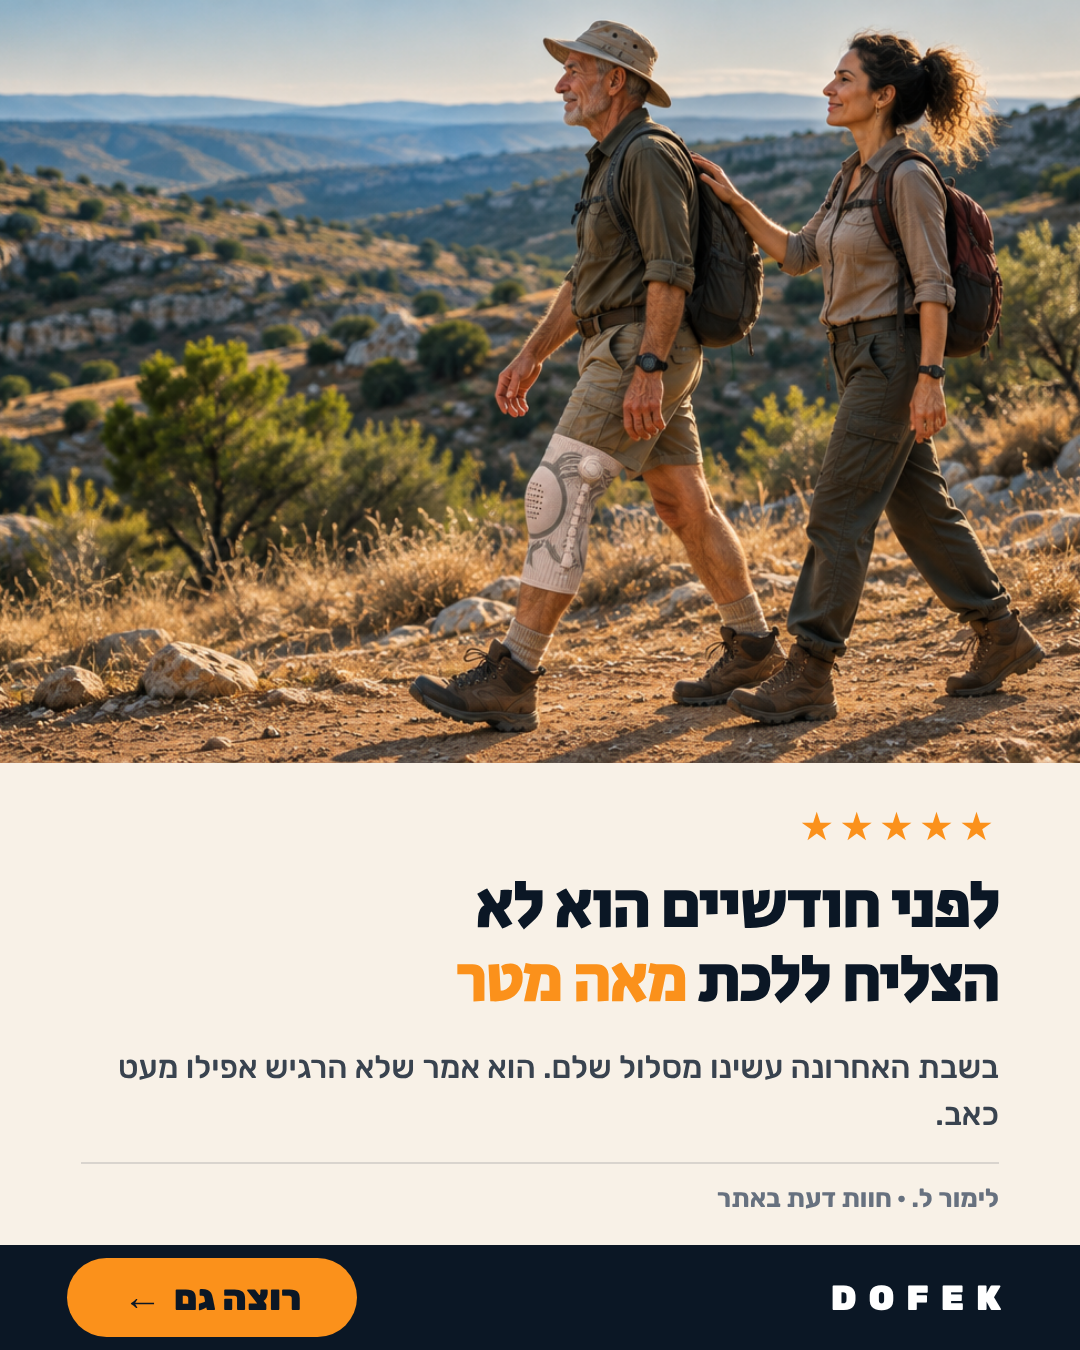 ★★★★★
לפני חודשיים הוא לא
הצליח ללכת מאה מטר
בשבת האחרונה עשינו מסלול שלם. הוא אמר שלא הרגיש אפילו מעט
כאב.
לימור ל. • חוות דעת באתר
DOFEK
רוצה גם ←